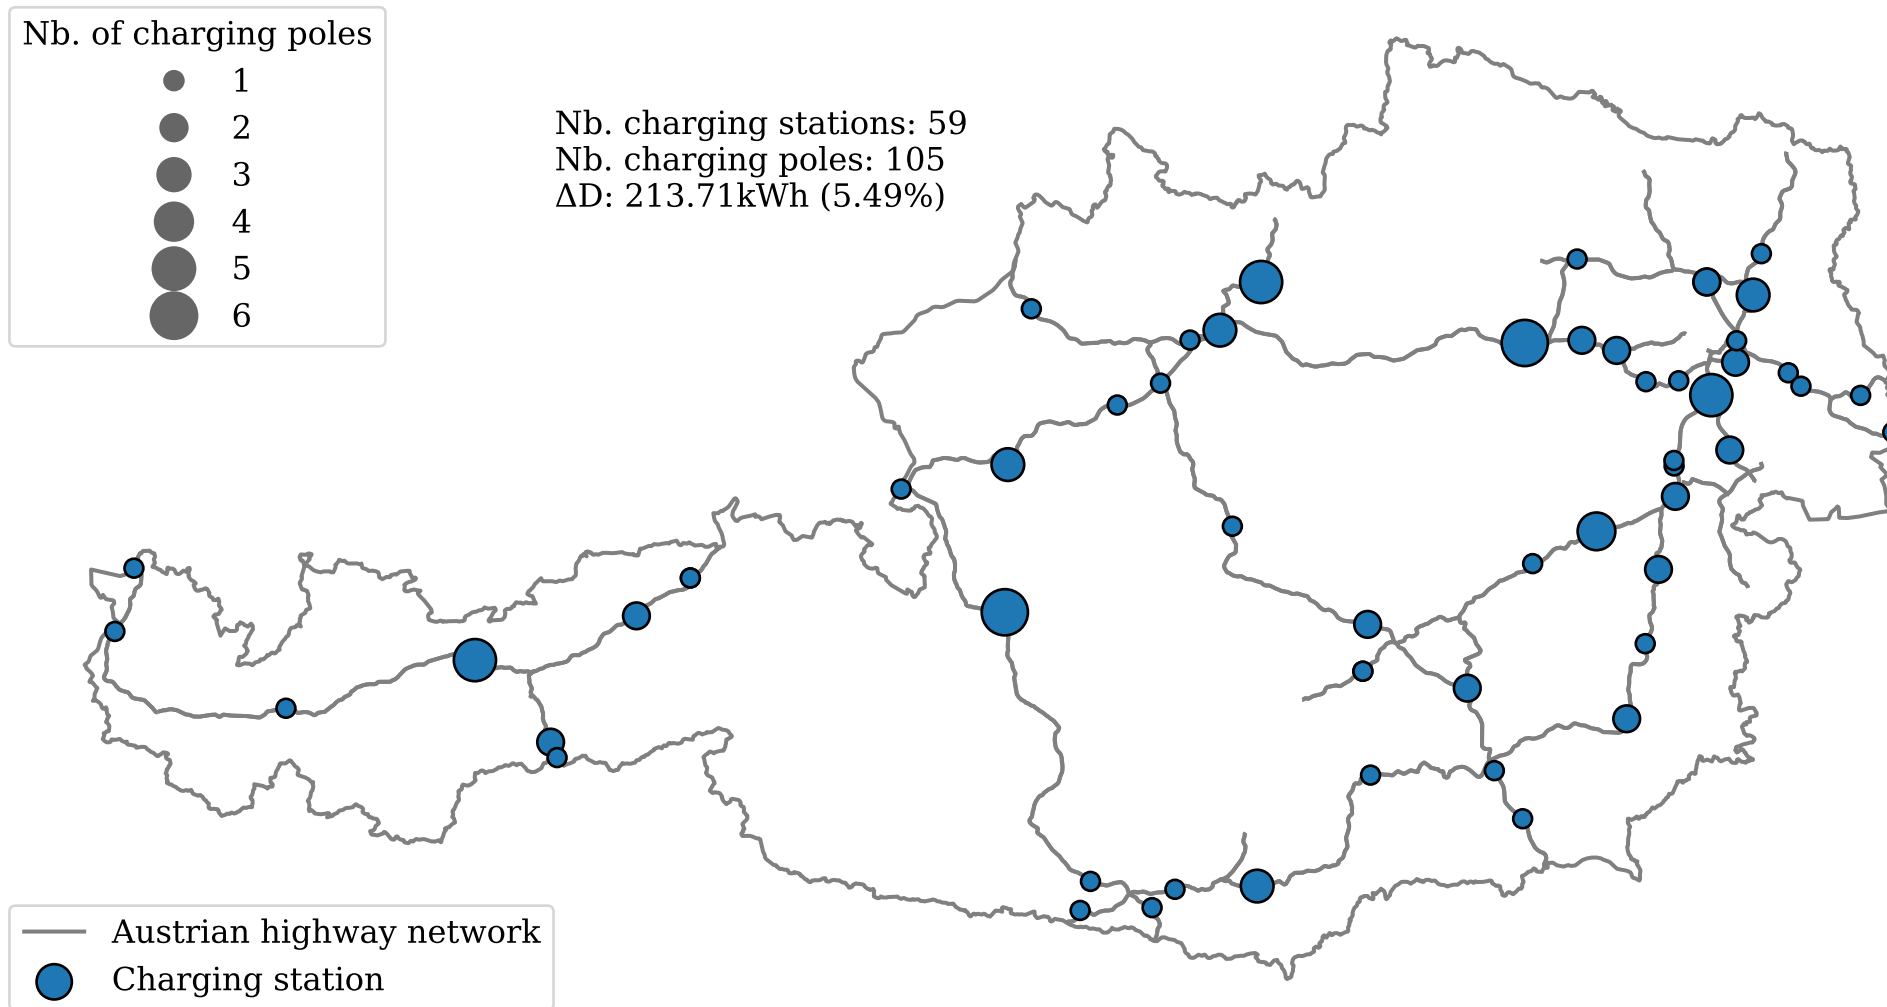 Nb. of charging poles
1
2
3
4
5
6
Nb. charging stations: 59
Nb. charging poles: 105
ΔD: 213.71kWh (5.49%)
Austrian highway network
Charging station